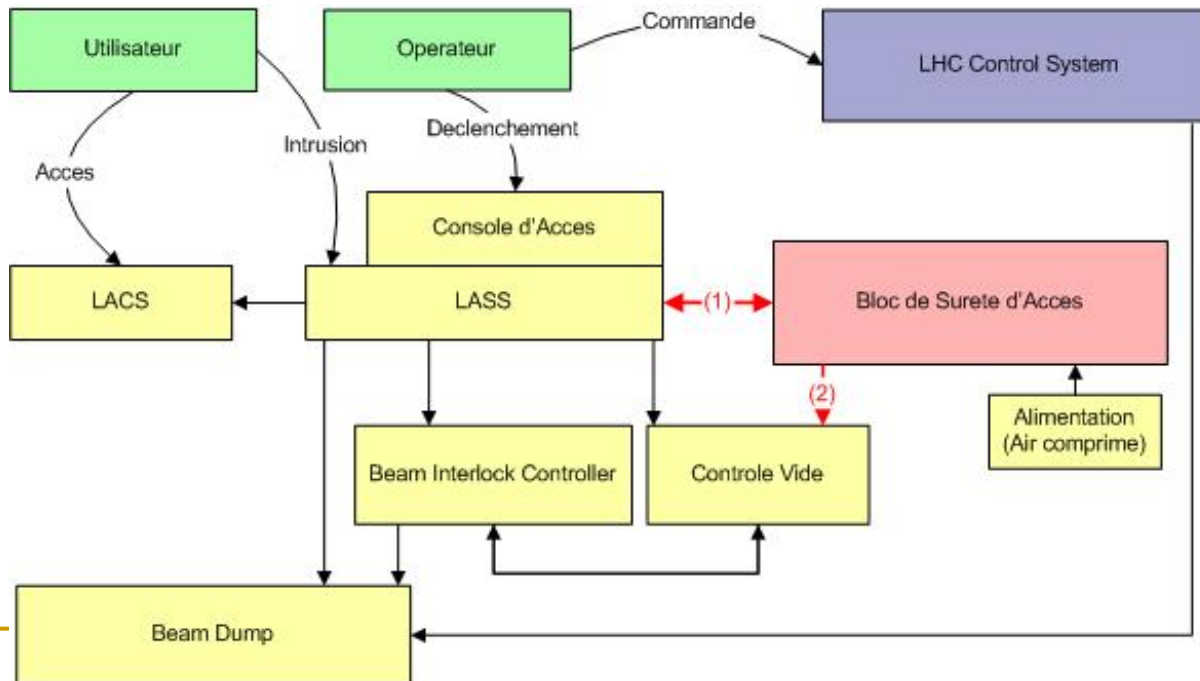 Utilisateur
Operateur
Commande
LHC Control System
Declenchement
Intrusion
Acces
Console d'Acces
LACS
LASS
(1)
Bloc de Surete d'Acces
(2)
Alimentation
(Air comprime)
Beam Interlock Controller
Controle Vide
Beam Dump